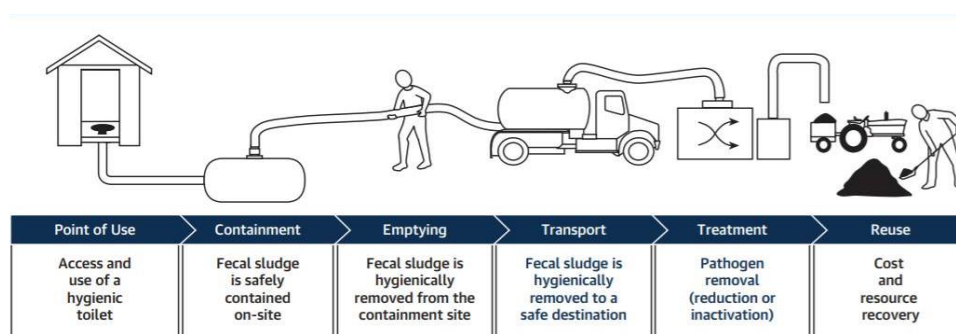 Point of Use
Containment
Emptying
Transport
Treatment
Reuse
Access and
use of a
hygienic
toilet
Fecal sludge
is safely
contained
on-site
Fecal sludge is
hygienically
removed from the
containment site
Fecal sludge is
hygienically
removed to a
safe destination
Pathogen
removal
(reduction or
inactivation)
Cost
and
resource
recovery